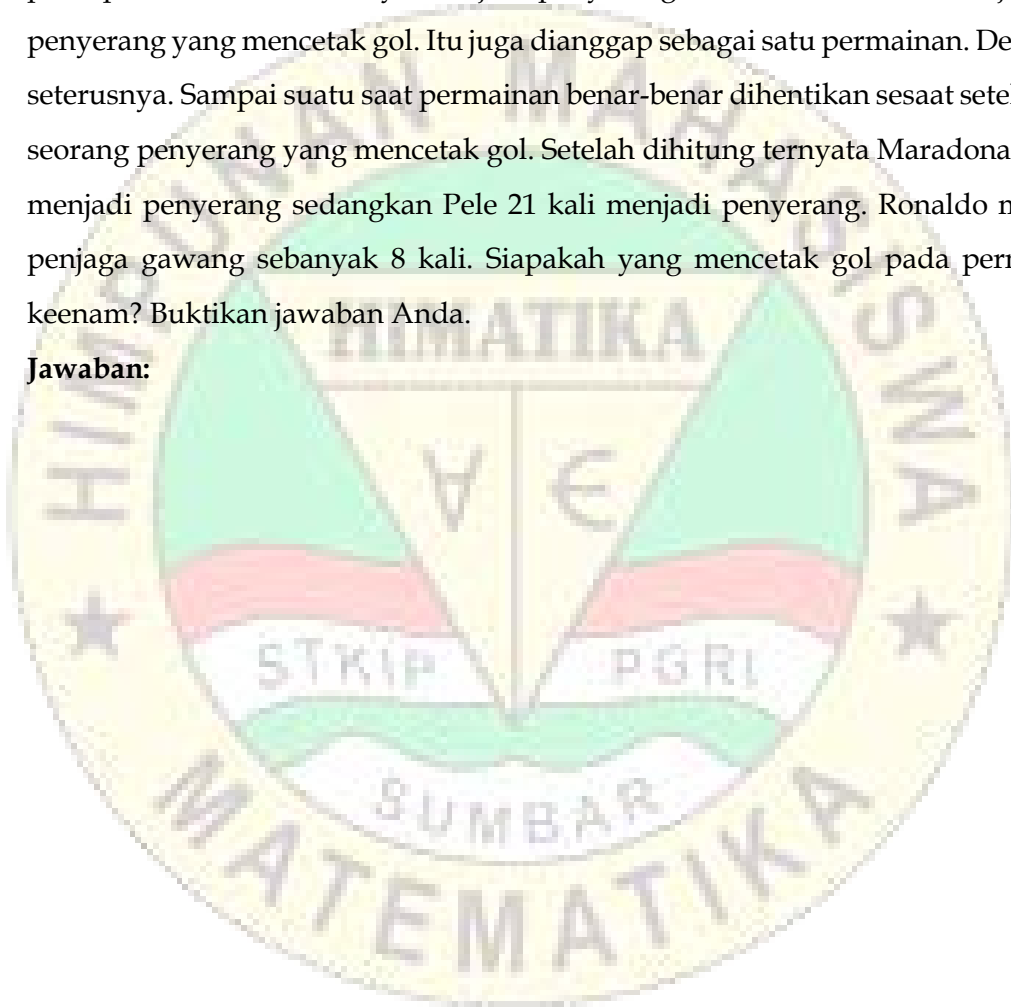 penyerang yang mencetak gol. Itu juga dianggap sebagai satu permainan. De
seterusnya. Sampai suatu saat permainan benar-benar dihentikan sesaat setel
seorang penyerang yang mencetak gol. Setelah dihitung ternyata Maradona
menjadi penyerang sedangkan Pele 21 kali menjadi penyerang. Ronaldo m
penjaga gawang sebanyak 8 kali. Siapakah yang mencetak gol pada perm
keenam? Buktikan jawaban Anda.
Jawaban:
HIMPUNAN MAHASISWA
HIMATIKA
∀ ∈
STKIP PGRI
SUMBAR
MATEMATIKA